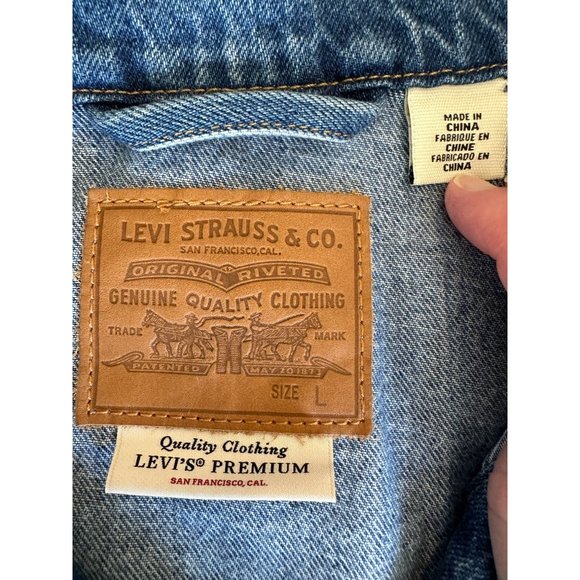 MADE IN
CHINA
FABRIQUE EN
CHINE
FABRICADO EN
CHINA
LEVI STRAUSS & CO.
SAN FRANCISCO, CAL.
ORIGINAL RIVETED
GENUINE QUALITY CLOTHING
TRADE MARK
PATENTED MAY 20 1873
SIZE L
Quality Clothing
LEVI'S® PREMIUM
SAN FRANCISCO, CAL.